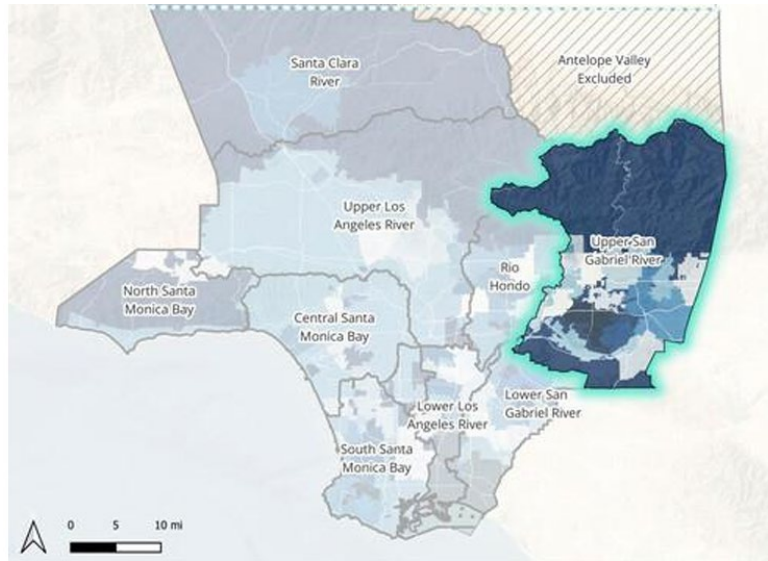 Santa Clara
River
Antelope Valley
Excluded
Upper Los
Angeles River
Upper San
Gabriel River
Rio
Hondo
North Santa
Monica Bay
Central Santa
Monica Bay
Lower San
Gabriel River
Lower Los
Angeles River
South Santa
Monica Bay
0 5 10 mi